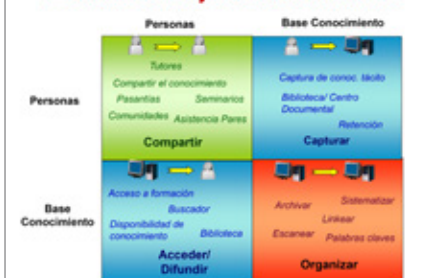 Personas
Base Conocimiento
Personas
Tutores
Compartir el conocimiento
Pasantías
Seminarios
Comunidades
Asistencia Pares
Compartir
Captura de conoc. tácito
Biblioteca/ Centro
Documental
Retención
Capturar
Base
Conocimiento
Acceso a formación
Buscador
Disponibilidad de
conocimiento
Biblioteca
Acceder/
Difundir
Archivar
Sistematizar
Linkear
Escanear
Palabras claves
Organizar